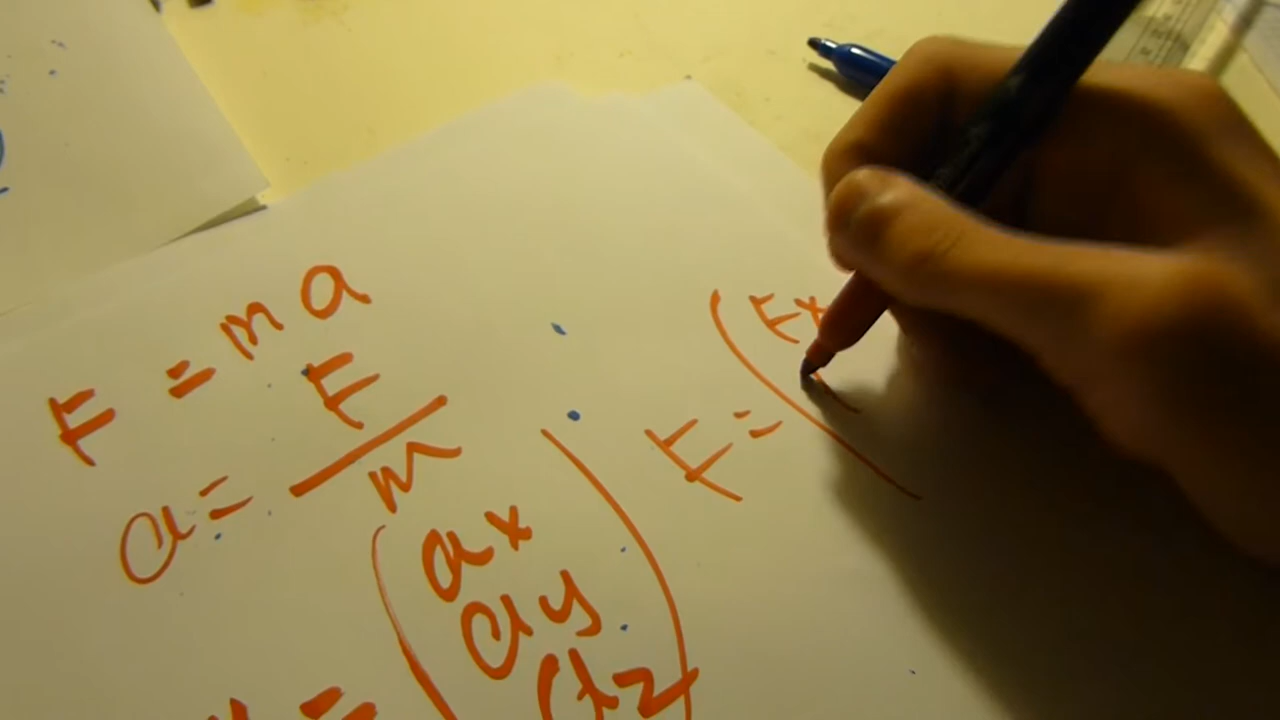 F = ma
a = F/m
ax
ay
az
F = (Fx